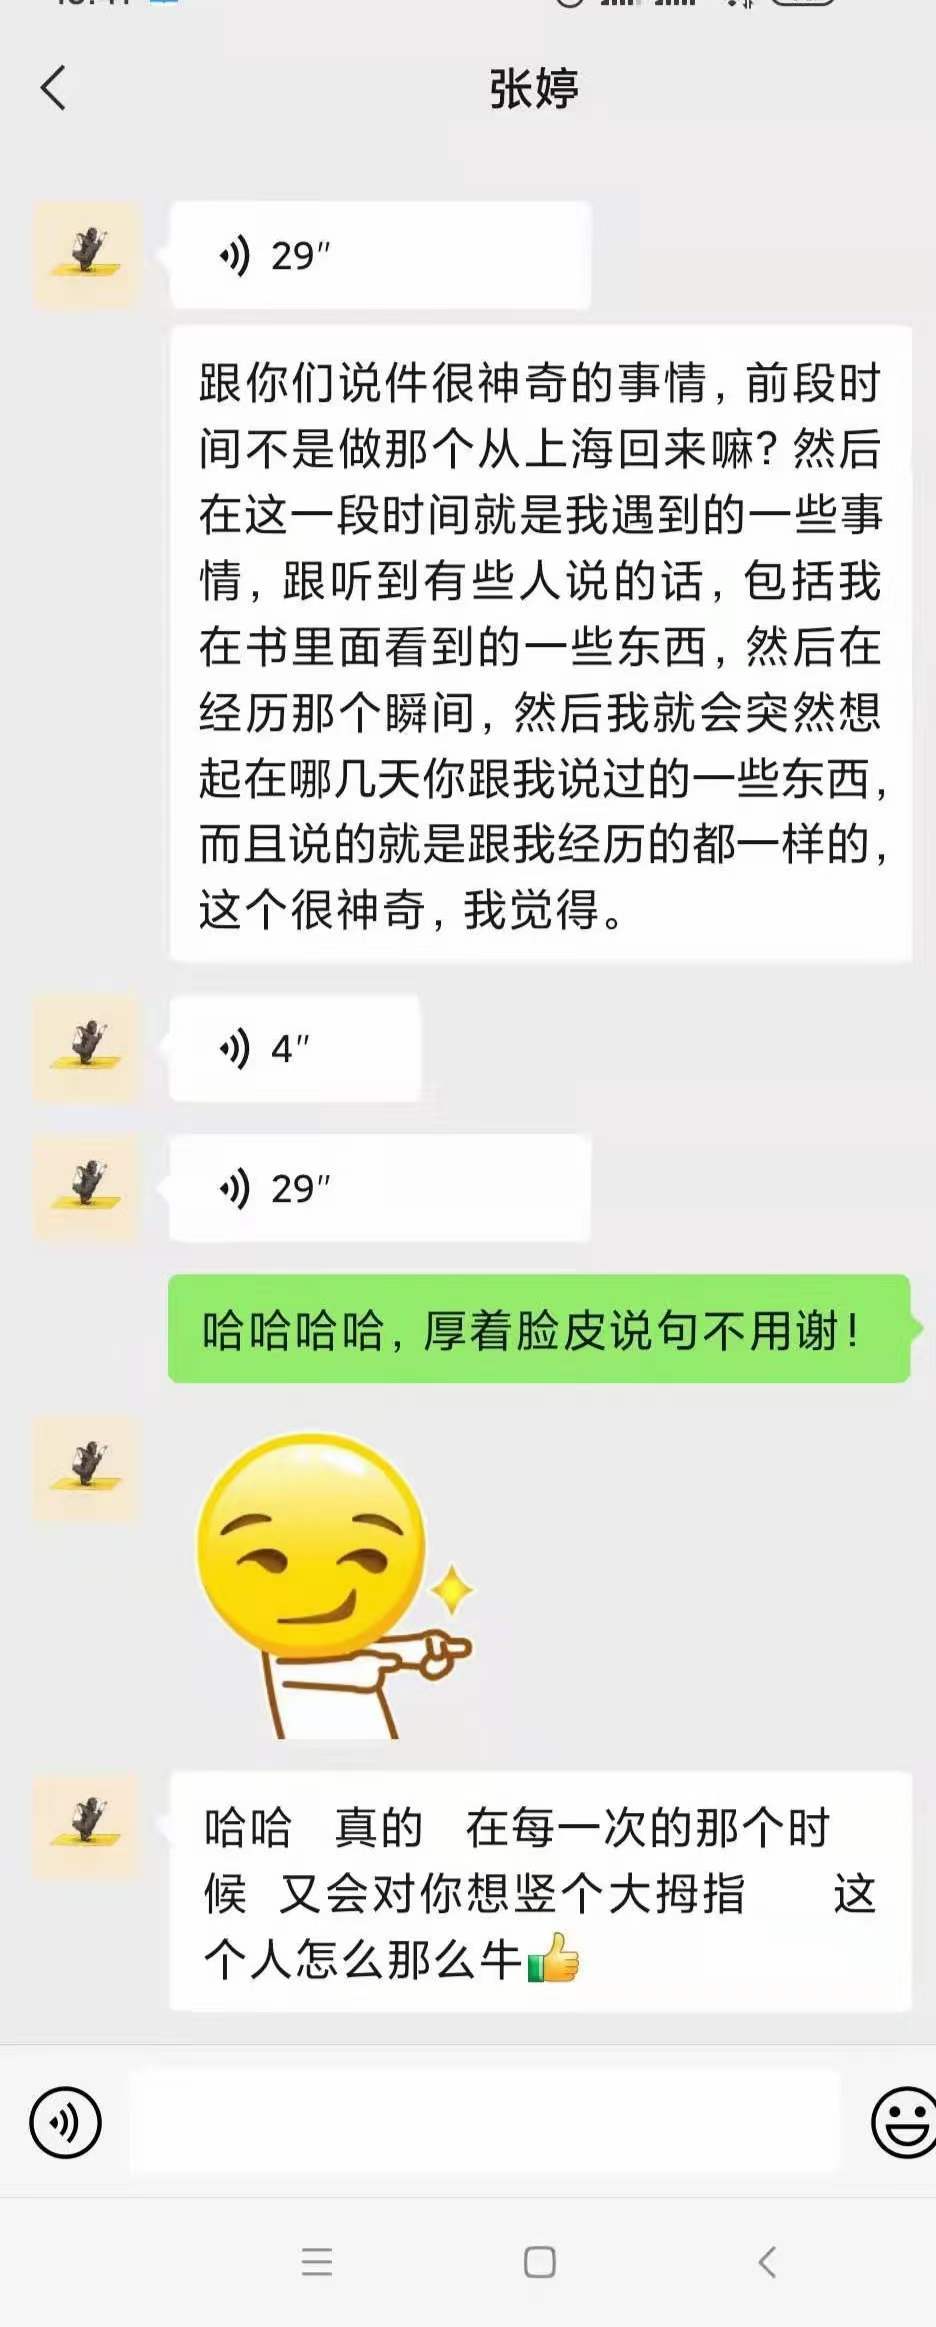 张婷
29"
跟你们说件很神奇的事情，前段时
间不是做那个从上海回来嘛？然后
在这一段时间就是我遇到的一些事
情，跟听到有些人说的话，包括我
在书里面看到的一些东西，然后在
经历那个瞬间，然后我就会突然想
起在哪几天你跟我说过的一些东西，
而且说的就是跟我经历的都一样的，
这个很神奇，我觉得。
4"
29"
哈哈哈哈，厚着脸皮说句不用谢！
哈哈 真的 在每一次的那个时
候 又会对你想竖个大拇指 这
个人怎么那么牛👍